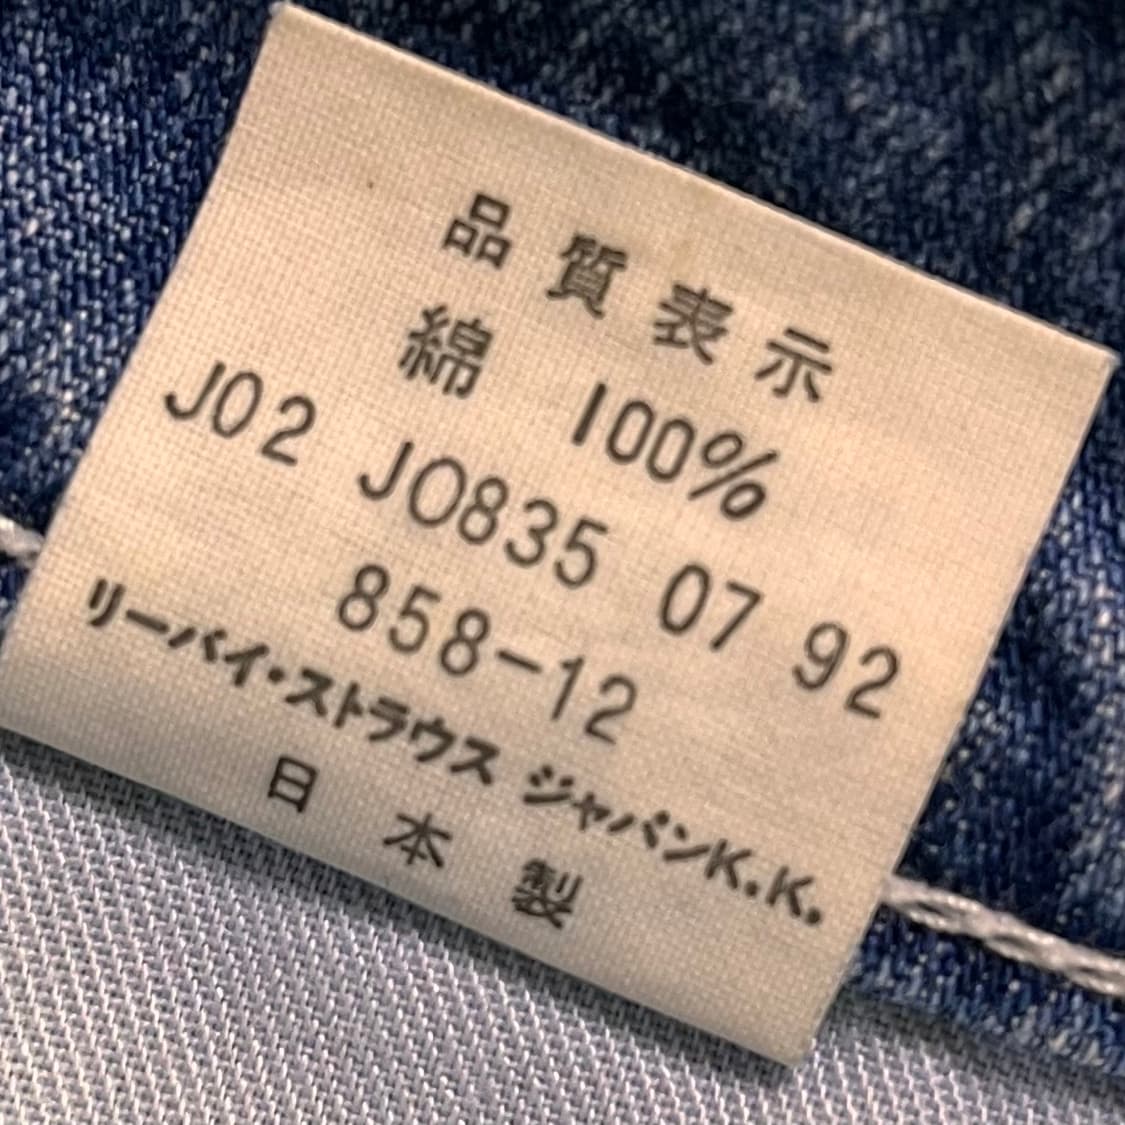 品質表示
綿 100%
J02 J0835 07 92
858-12
リーバイ・ストラウス ジャパンK.K.
日本製